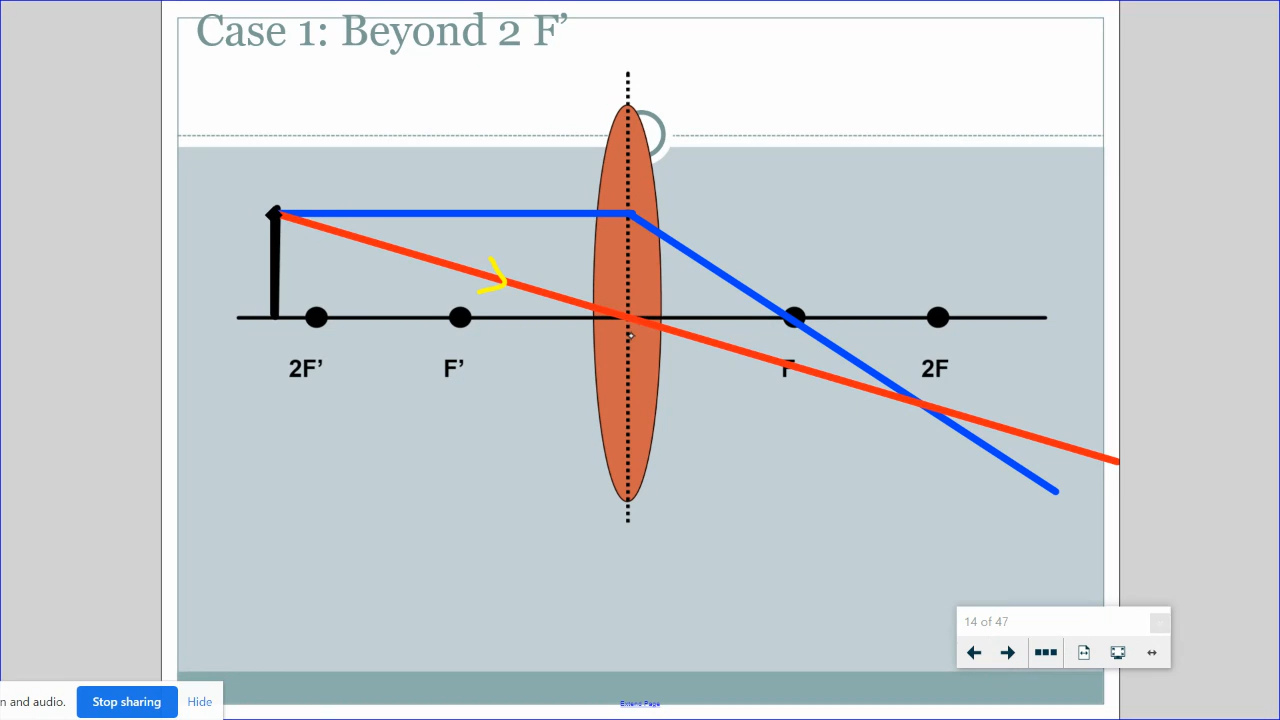 Case 1: Beyond 2 F’
2F’ F’ F 2F
14 of 47
n and audio. Stop sharing Hide
Extend Page